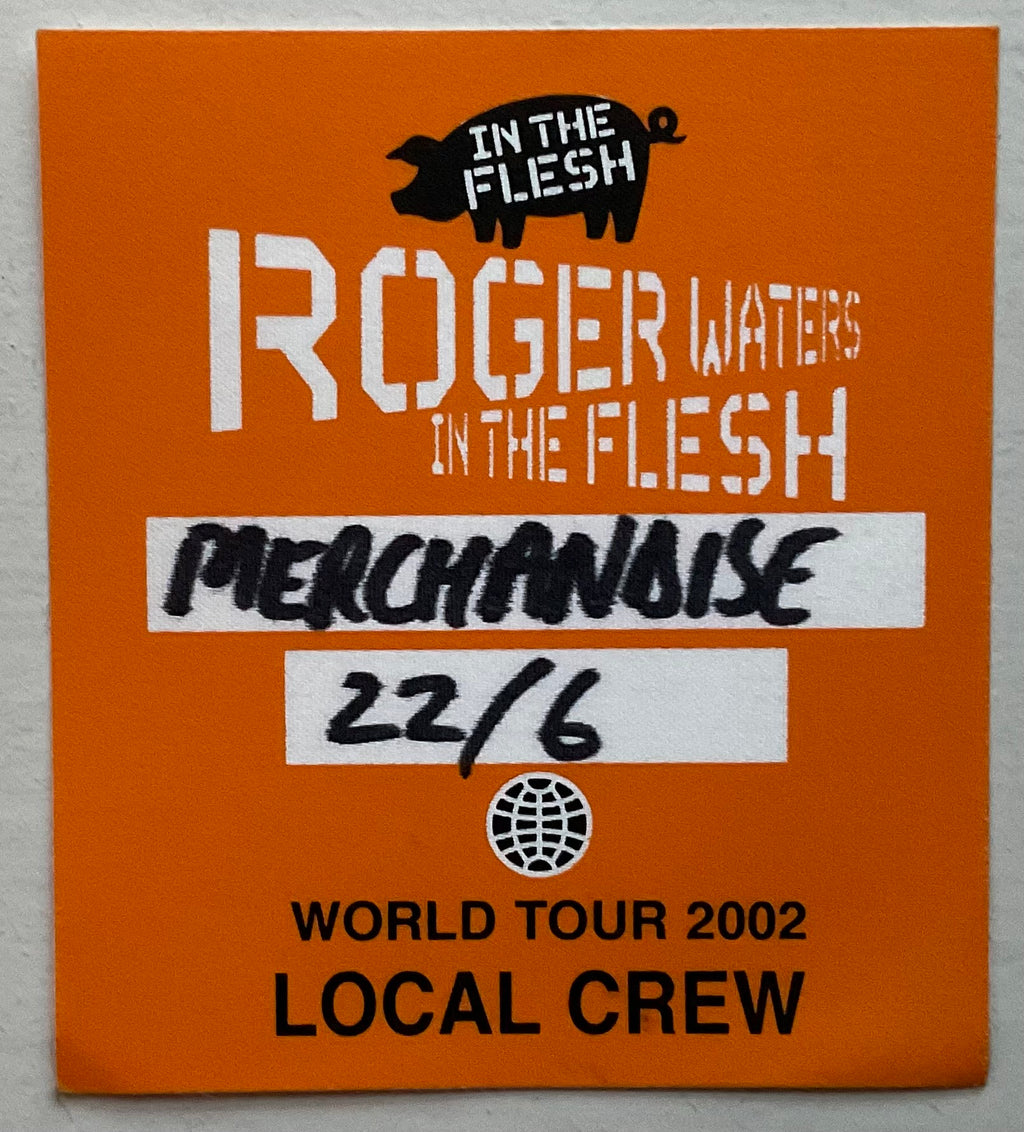 IN THE
FLESH
ROGER WATERS
IN THE FLESH
MERCHANDISE
22/6
WORLD TOUR 2002
LOCAL CREW